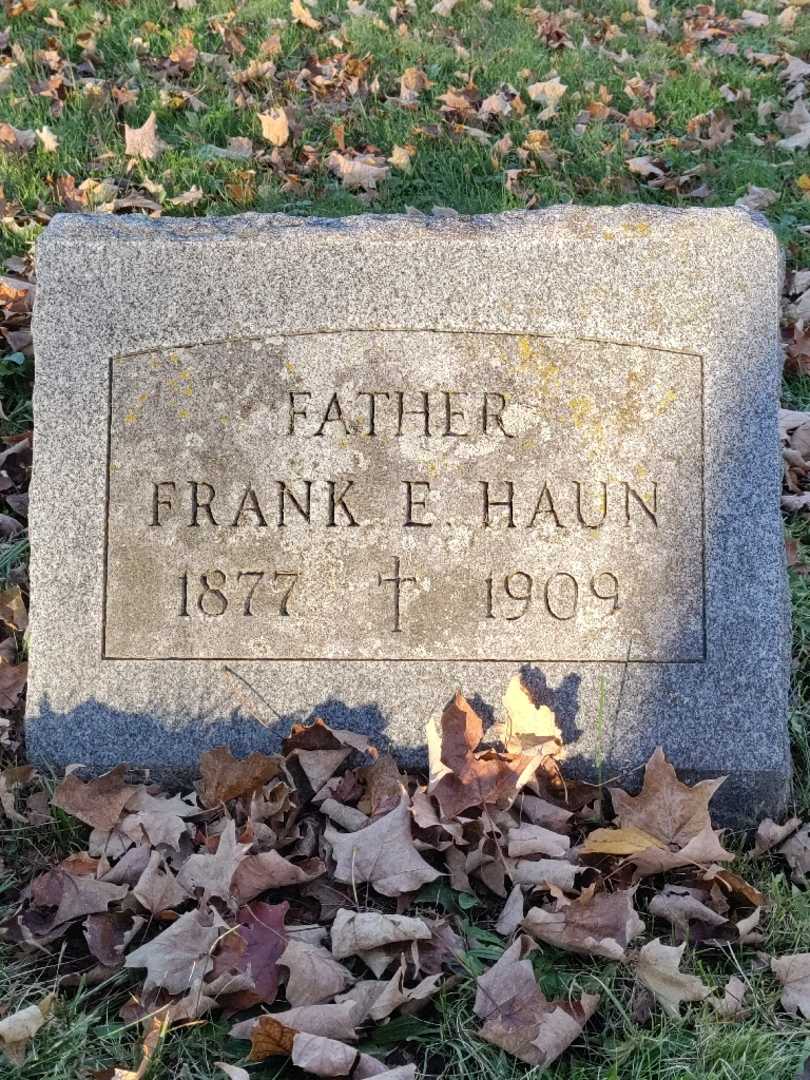 FATHER
FRANK E. HAUN
1877 1909